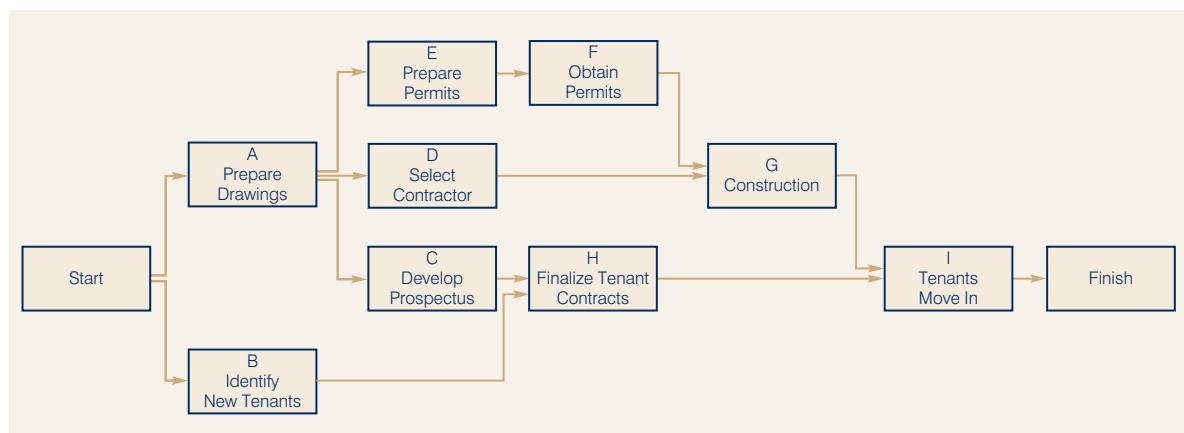 E
Prepare
Permits
F
Obtain
Permits
A
Prepare
Drawings
D
Select
Contractor
G
Construction
Start
C
Develop
Prospectus
H
Finalize Tenant
Contracts
I
Tenants
Move In
Finish
B
Identify
New Tenants